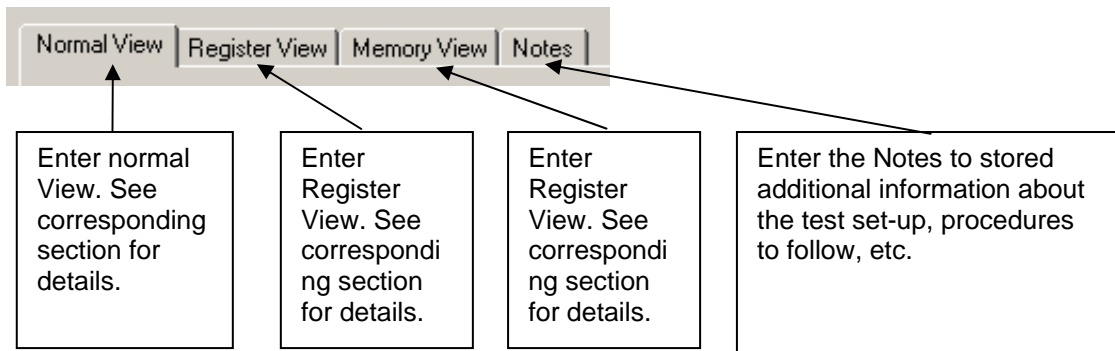 Normal View Register View Memory View Notes
Enter normal
View. See
corresponding
section for
details.
Enter
Register
View. See
correspondi
ng section
for details.
Enter
Register
View. See
correspondi
ng section
for details.
Enter the Notes to stored
additional information about
the test set-up, procedures
to follow, etc.